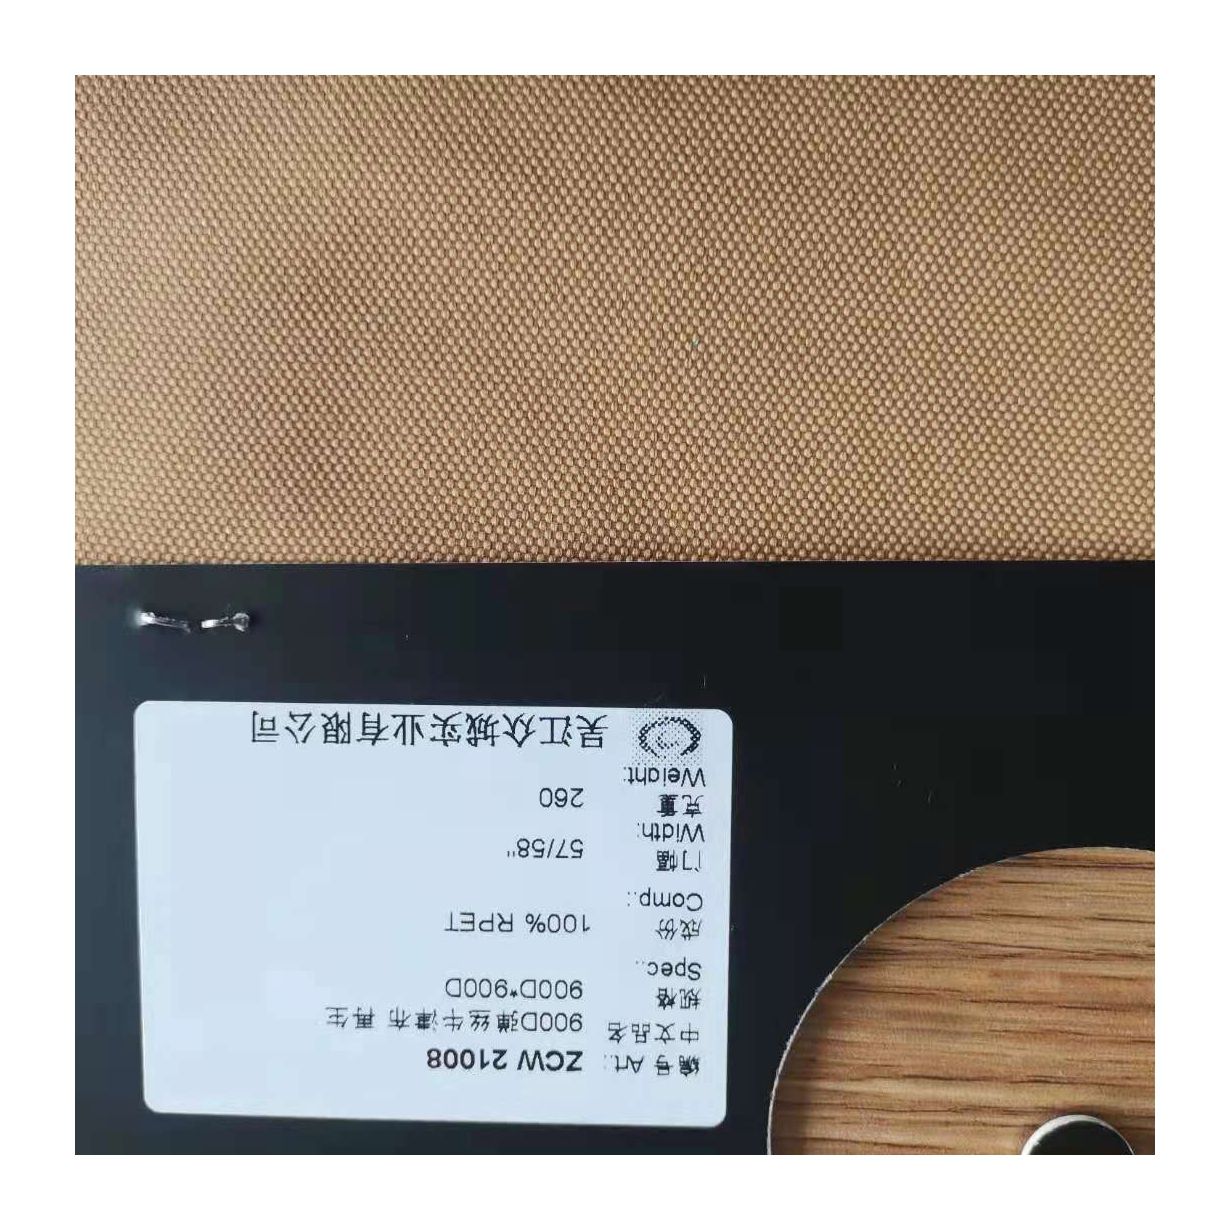 编号 Art.: ZCW 21008
中文品名 900D弹丝牛津布 再生
规格 900D*900D
Spec.:
成份 100% RPET
Comp.:
门幅 57/58"
Width:
克重 260
Weight:
吴江众城实业有限公司